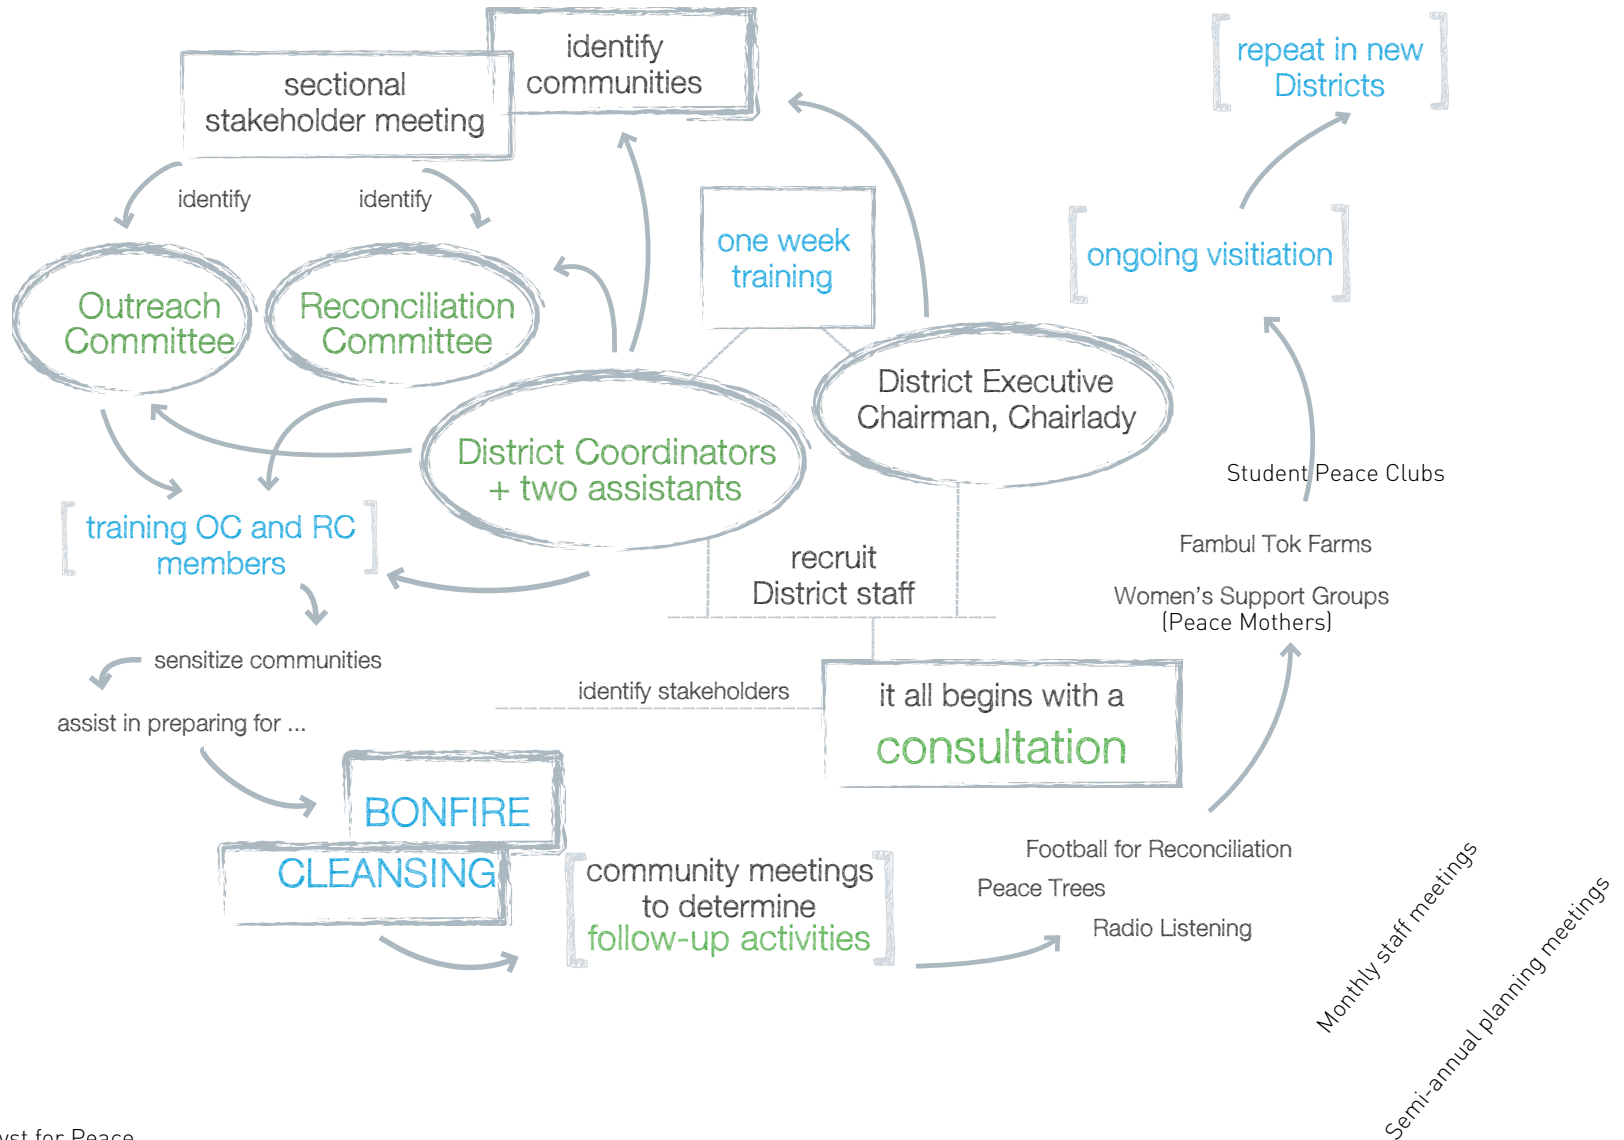 identify
communities
sectional
stakeholder meeting
repeat in new
Districts
identify
identify
one week
training
ongoing visitiation
Outreach
Committee
Reconciliation
Committee
District Executive
Chairman, Chairlady
District Coordinators
+ two assistants
Student Peace Clubs
training OC and RC
members
Fambul Tok Farms
recruit
District staff
Women's Support Groups
(Peace Mothers)
sensitize communities
identify stakeholders
it all begins with a
consultation
assist in preparing for ...
BONFIRE
CLEANSING
community meetings
to determine
follow-up activities
Football for Reconciliation
Peace Trees
Radio Listening
Monthly staff meetings
Semi-annual planning meetings
for Peace